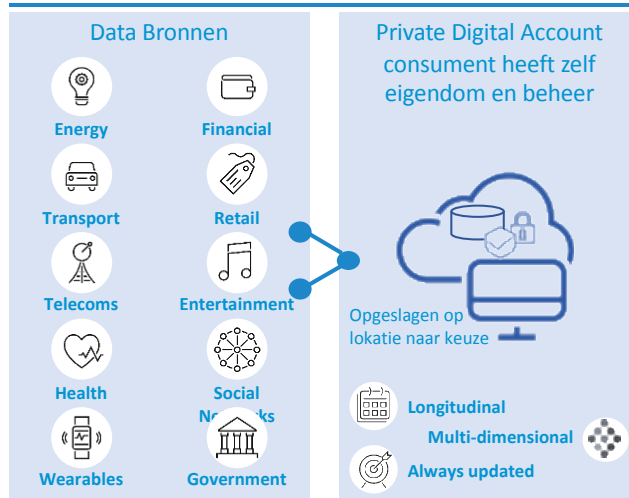 Data Bronnen
Energy
Financial
Transport
Retail
Telecoms
Entertainment
Health
Social
Wearables
Government
Private Digital Account
consument heeft zelf
eigendom en beheer
Opgeslagen op
lokatie naar keuze
Longitudinal
Multi-dimensional
Always updated